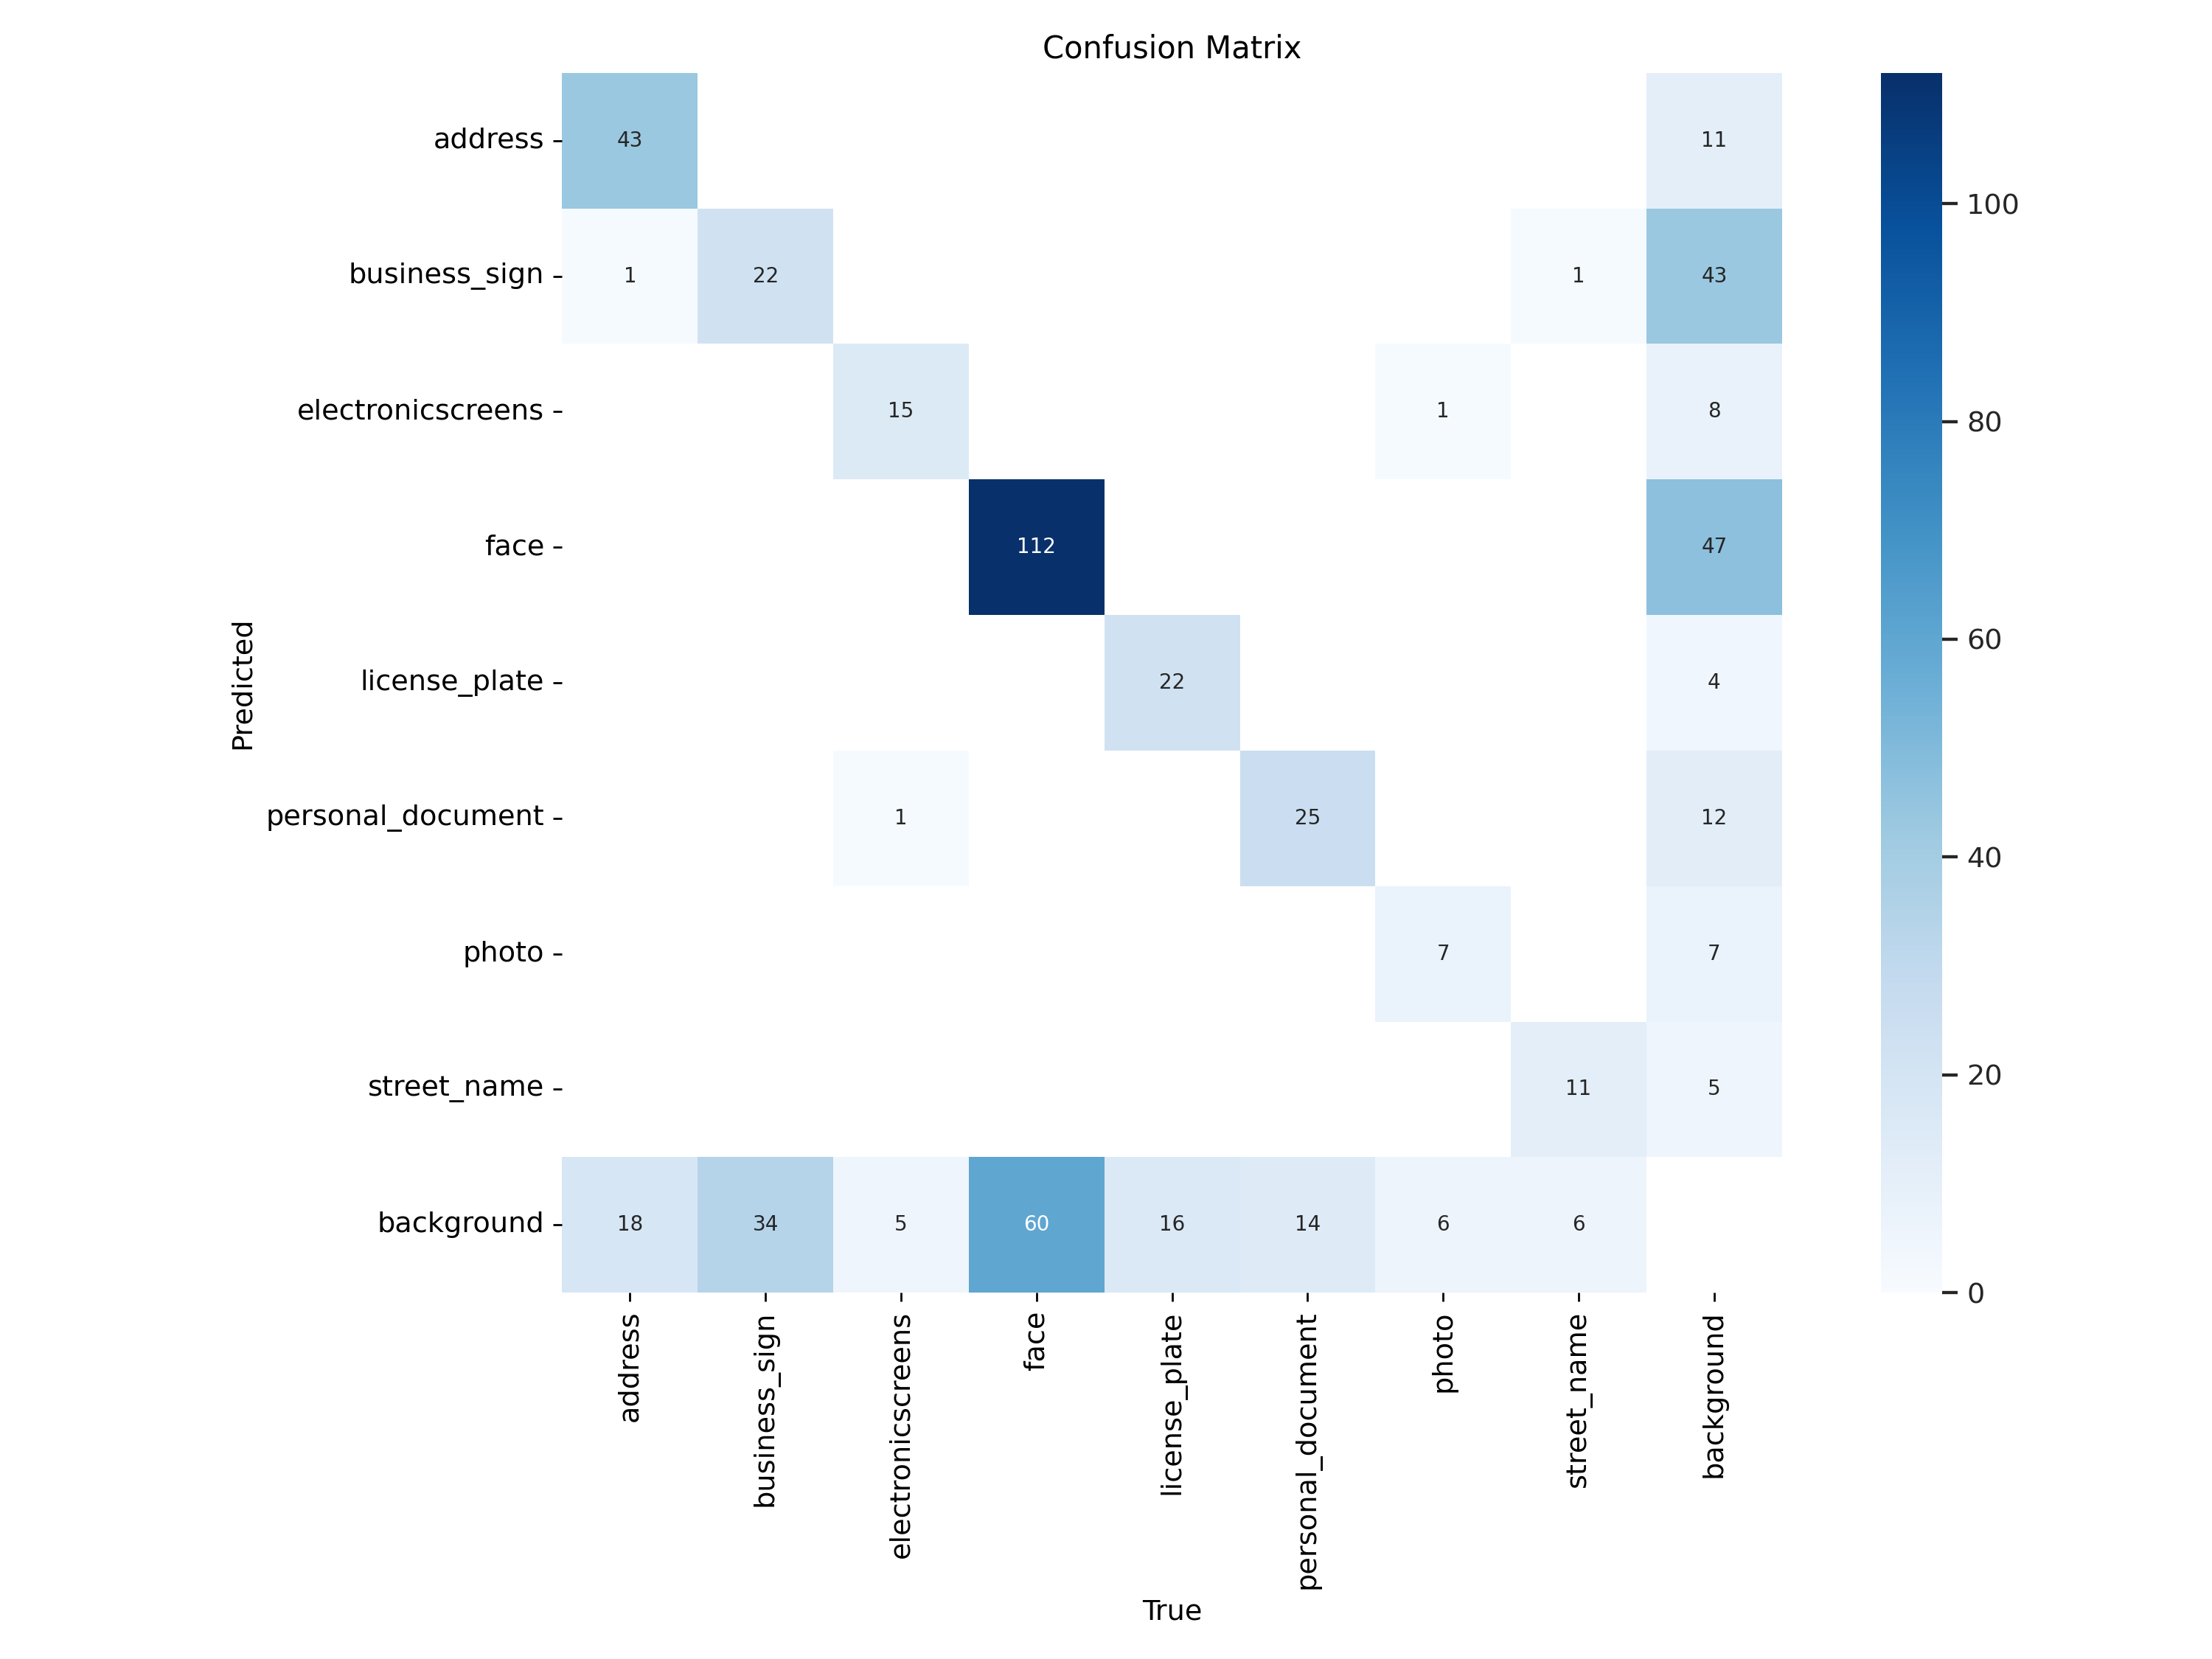 Confusion Matrix
address
43
11
business_sign
1
22
1
43
electronicscreens
15
1
8
face
112
47
license_plate
22
4
personal_document
1
25
12
photo
7
7
street_name
11
5
background
18
34
5
60
16
14
6
6
Predicted
address
business_sign
electronicscreens
face
license_plate
personal_document
photo
street_name
background
True
100
80
60
40
20
0